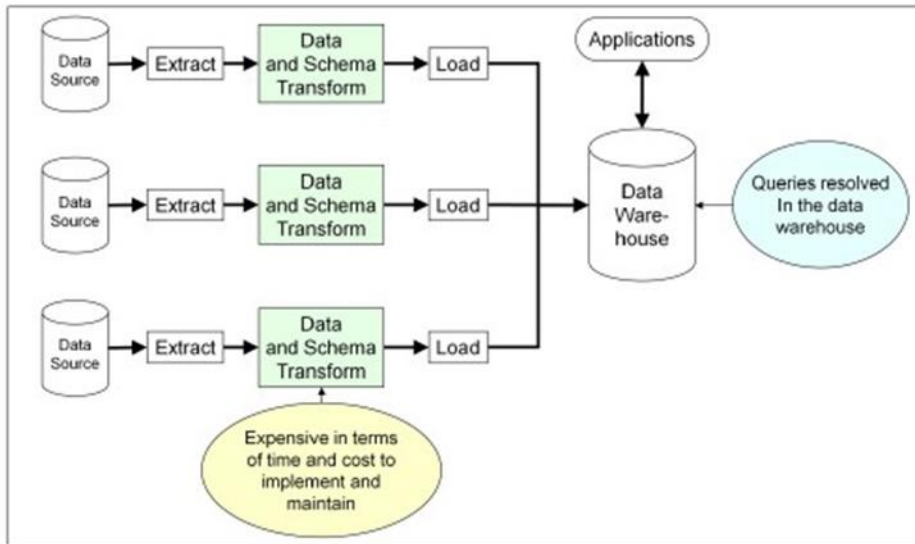 Data
Source
Extract
Data
and Schema
Transform
Load
Applications
Data
Source
Extract
Data
and Schema
Transform
Load
Data
Ware-
house
Queries resolved
In the data
warehouse
Data
Source
Extract
Data
and Schema
Transform
Load
Expensive in terms
of time and cost to
implement and
maintain